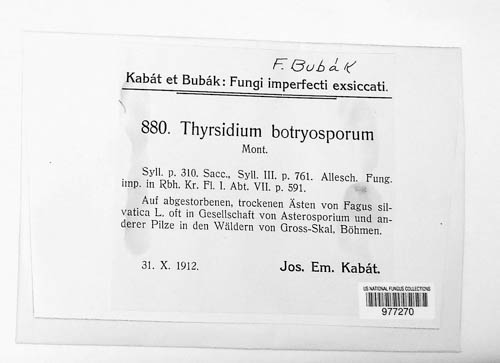 F. Bubák
Kabát et Bubák: Fungi imperfecti exsiccati.
880. Thyrsidium botryosporum
Mont.
Syll. p. 310. Sacc., Syll. III. p. 761. Allesch. Fung.
imp. in Rbh. Kr. Fl. I. Abt. VII. p. 591.
Auf abgestorbenen, trockenen Ästen von Fagus sil-
vatica L. oft in Gesellschaft von Asterosporium und an-
derer Pilze in den Wäldern von Gross-Skal, Böhmen.
31. X. 1912. Jos. Em. Kabát.
US NATIONAL FUNGUS COLLECTIONS
977270